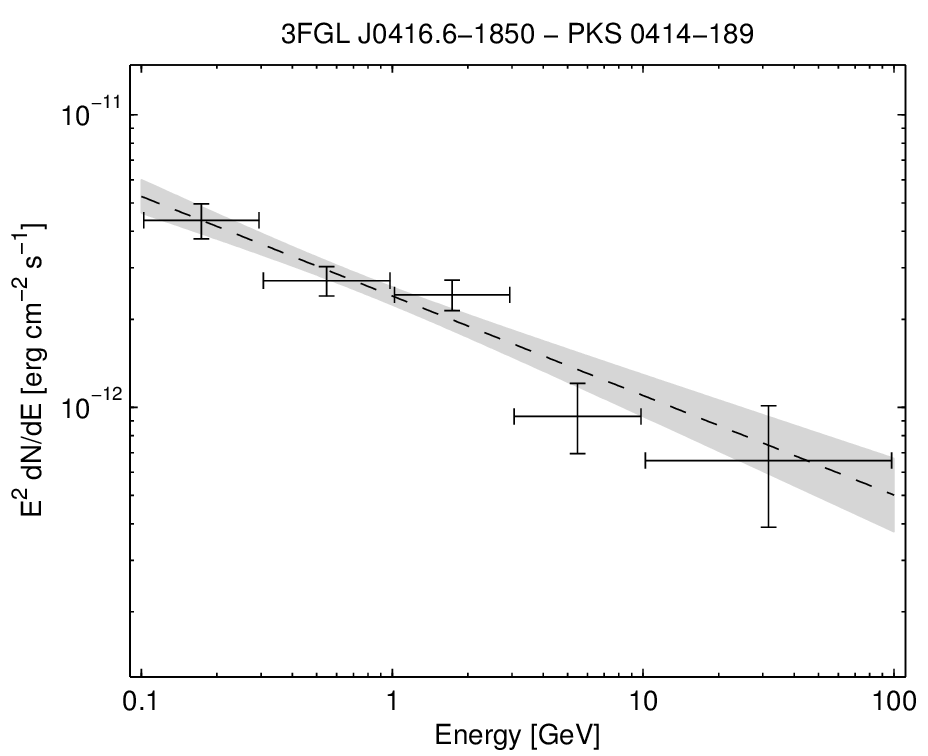 3FGL J0416.6−1850 − PKS 0414−189
10⁻¹¹
10⁻¹²
E² dN/dE [erg cm⁻² s⁻¹]
0.1 1 10 100
Energy [GeV]